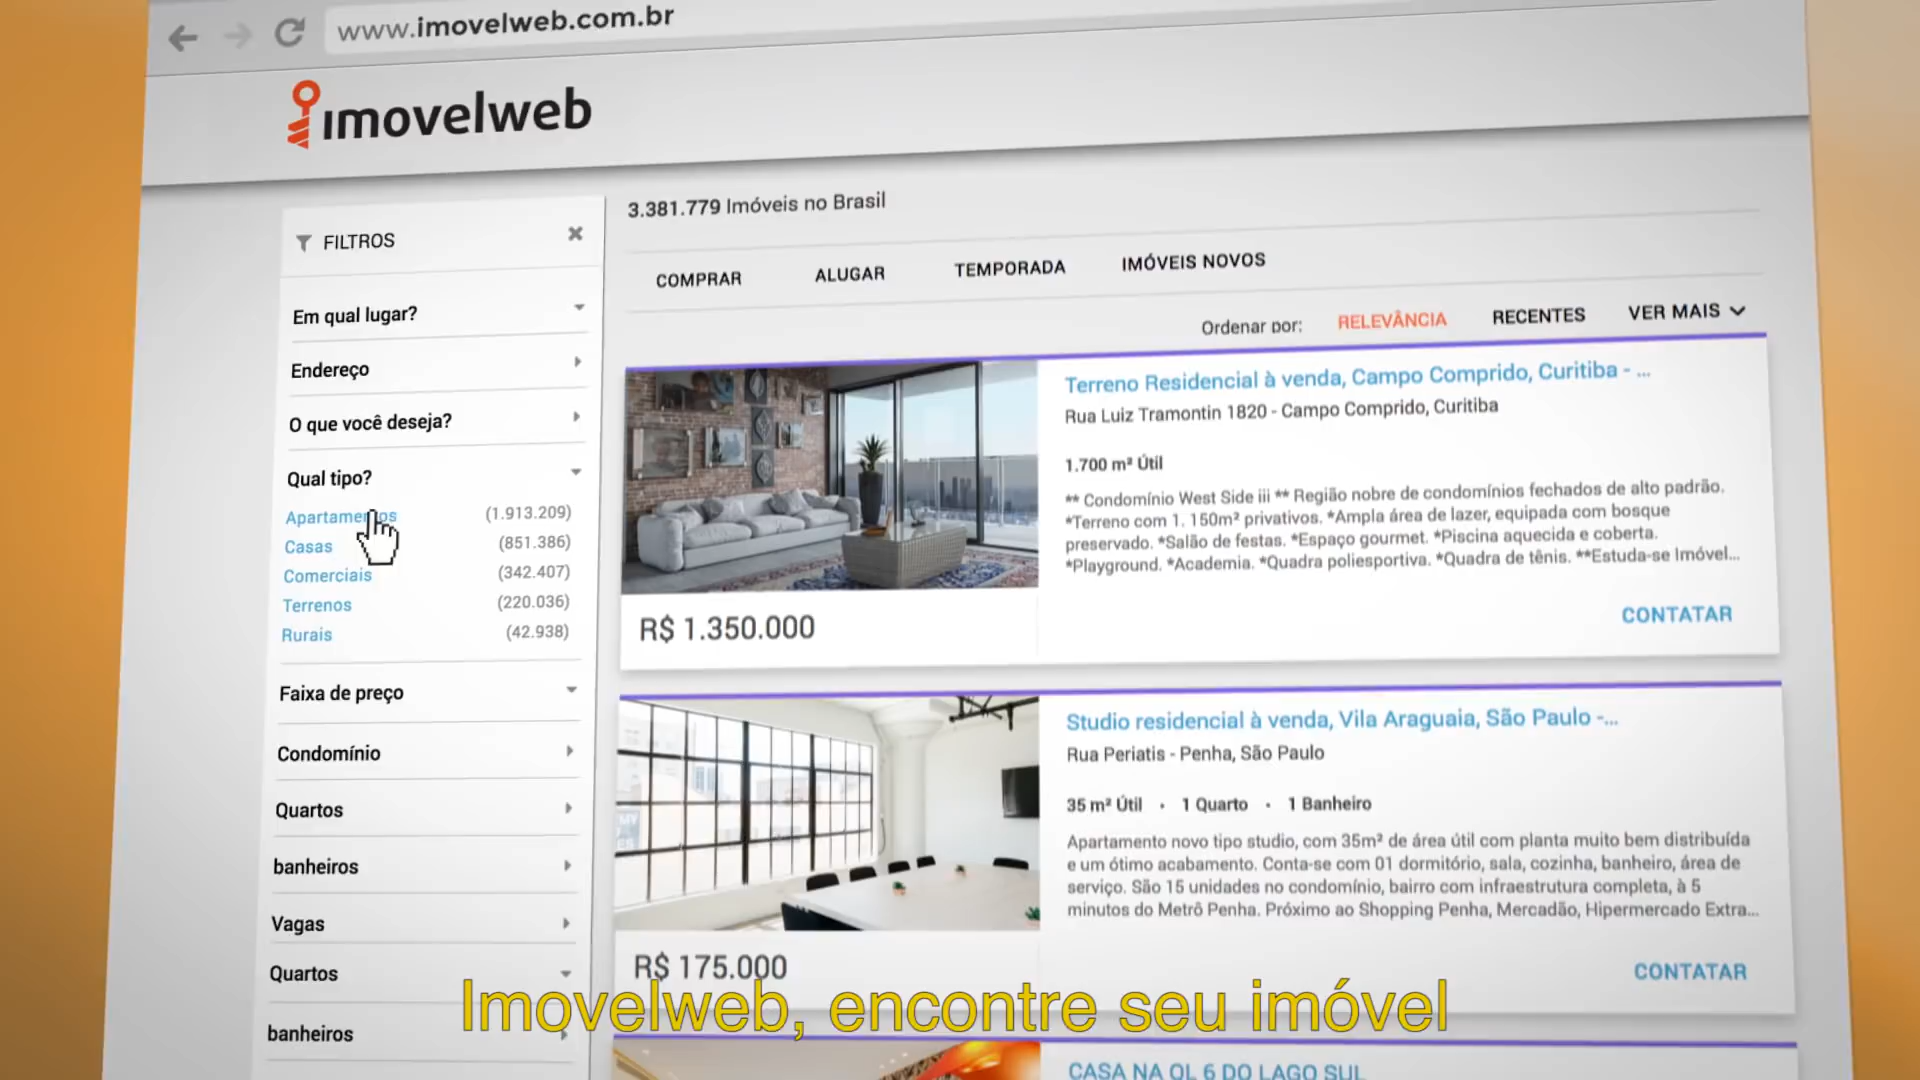 www.imovelweb.com.br
imovelweb
3.381.779 Imóveis no Brasil
FILTROS
COMPRAR ALUGAR TEMPORADA IMÓVEIS NOVOS
Ordenar por: RELEVÂNCIA RECENTES VER MAIS
Em qual lugar?
Endereço
O que você deseja?
Qual tipo?
Apartamentos (1.913.209)
Casas (851.386)
Comerciais (342.407)
Terrenos (220.036)
Rurais (42.938)
Faixa de preço
Condomínio
Quartos
banheiros
Vagas
Quartos
banheiros
Terreno Residencial à venda, Campo Comprido, Curitiba - ...
Rua Luiz Tramontin 1820 - Campo Comprido, Curitiba
1.700 m² Útil
** Condomínio West Side iii ** Região nobre de condomínios fechados de alto padrão.
*Terreno com 1. 150m² privativos. *Ampla área de lazer, equipada com bosque
preservado. *Salão de festas. *Espaço gourmet. *Piscina aquecida e coberta.
*Playground. *Academia. *Quadra poliesportiva. *Quadra de tênis. **Estuda-se Imóvel...
R$ 1.350.000
CONTATAR
Studio residencial à venda, Vila Araguaia, São Paulo -...
Rua Periatis - Penha, São Paulo
35 m² Útil • 1 Quarto • 1 Banheiro
Apartamento novo tipo studio, com 35m² de área útil com planta muito bem distribuída
e um ótimo acabamento. Conta-se com 01 dormitório, sala, cozinha, banheiro, área de
serviço. São 15 unidades no condomínio, bairro com infraestrutura completa, à 5
minutos do Metrô Penha. Próximo ao Shopping Penha, Mercadão, Hipermercado Extra...
R$ 175.000
CONTATAR
CASA NA QL 6 DO LAGO SUL
Imovelweb, encontre seu imóvel